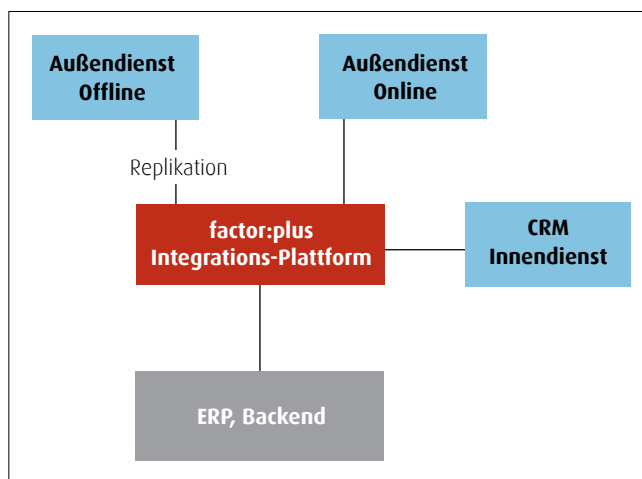 Außendienst
Offline
Außendienst
Online
Replikation
factor:plus
Integrations-Plattform
CRM
Innendienst
ERP, Backend